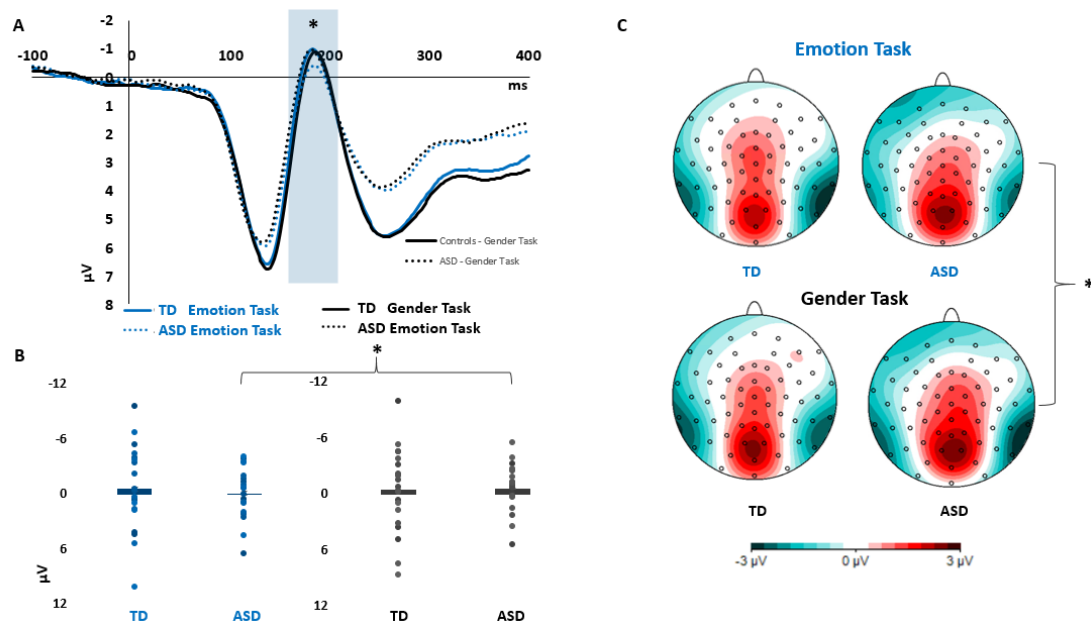 A
-2
*
-1
-100
0
100
200
300
400
0
ms
1
2
3
4
5
Controls - Gender Task
6
ASD - Gender Task
7
µV
8
TD Emotion Task
TD Gender Task
ASD Emotion Task
ASD Emotion Task
B
*
-12
-12
-6
-6
0
0
6
6
µV
12
12
TD
ASD
TD
ASD
C
Emotion Task
TD
ASD
*
Gender Task
TD
ASD
-3 µV
0 µV
3 µV